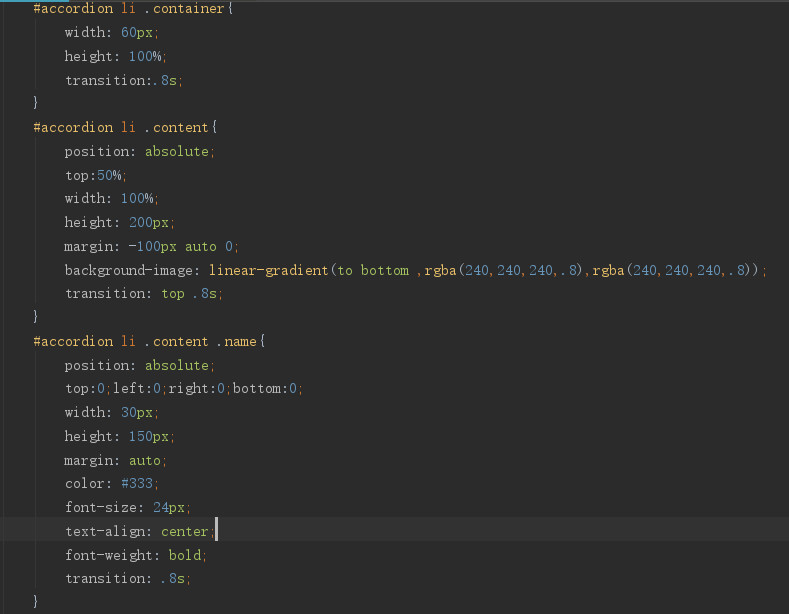 #accordion li .container{
width: 60px;
height: 100%;
transition:.8s;
}
#accordion li .content{
position: absolute;
top:50%;
width: 100%;
height: 200px;
margin: -100px auto 0;
background-image: linear-gradient(to bottom ,rgba(240,240,240,.8),rgba(240,240,240,.8));
transition: top .8s;
}
#accordion li .content .name{
position: absolute;
top:0;left:0;right:0;bottom:0;
width: 30px;
height: 150px;
margin: auto;
color: #333;
font-size: 24px;
text-align: center;
font-weight: bold;
transition: .8s;
}